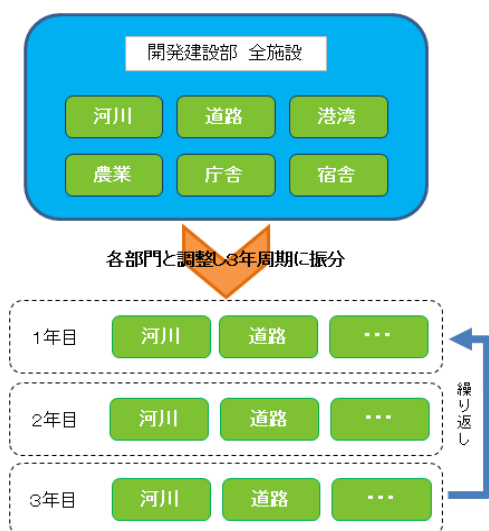 開発建設部 全施設
河川 道路 港湾
農業 庁舎 宿舎
各部門と調整し3年周期に振分
1年目 河川 道路 ・・・
2年目 河川 道路 ・・・
3年目 河川 道路 ・・・
繰り返し